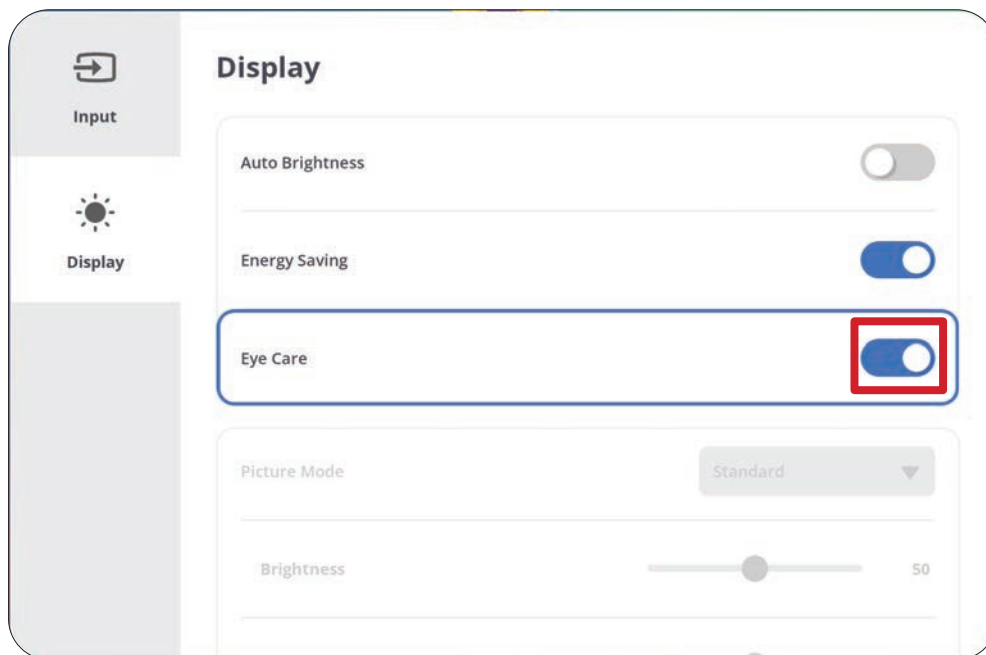 Input
Display
Display
Auto Brightness
Energy Saving
Eye Care
Picture Mode
Standard
Brightness
50